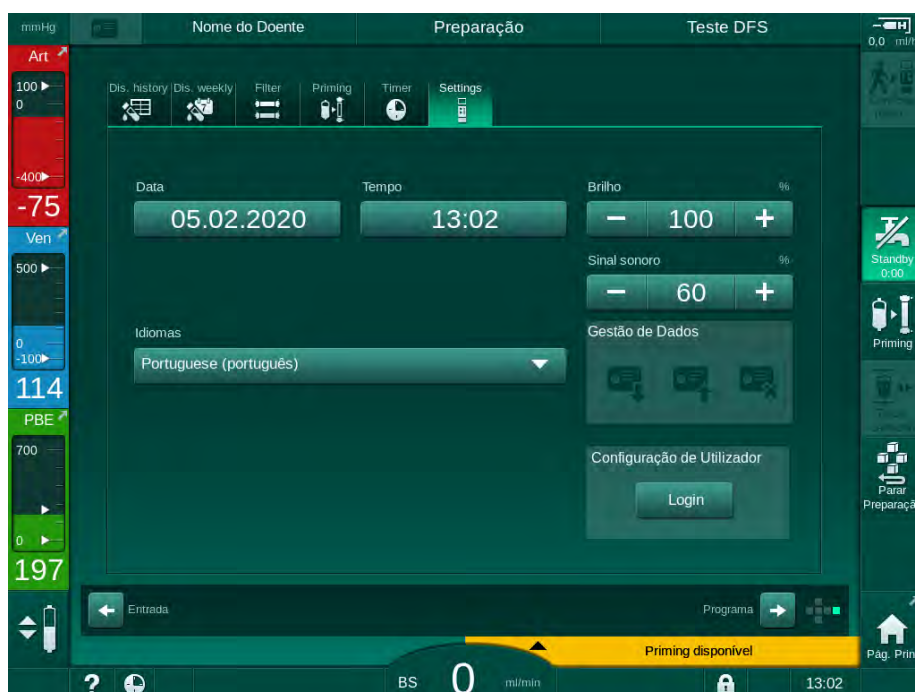 mmHg
Nome do Doente
Preparação
Teste DFS
0,0 ml/h
Art
100
0
-400
-75
Ven
500
0
-100
114
PBE
700
0
197
Dis. history
Dis. weekly
Filter
Priming
Timer
Settings
Data
05.02.2020
Tempo
13:02
Brilho
%
− 100 +
Sinal sonoro
%
− 60 +
Idiomas
Portuguese (português)
Gestão de Dados
Configuração de Utilizador
Login
Entrada
Programa
Priming disponível
? BS 0 ml/min 13:02
Standby
0:00
Priming
Parar
Preparaçã
Pág. Prin